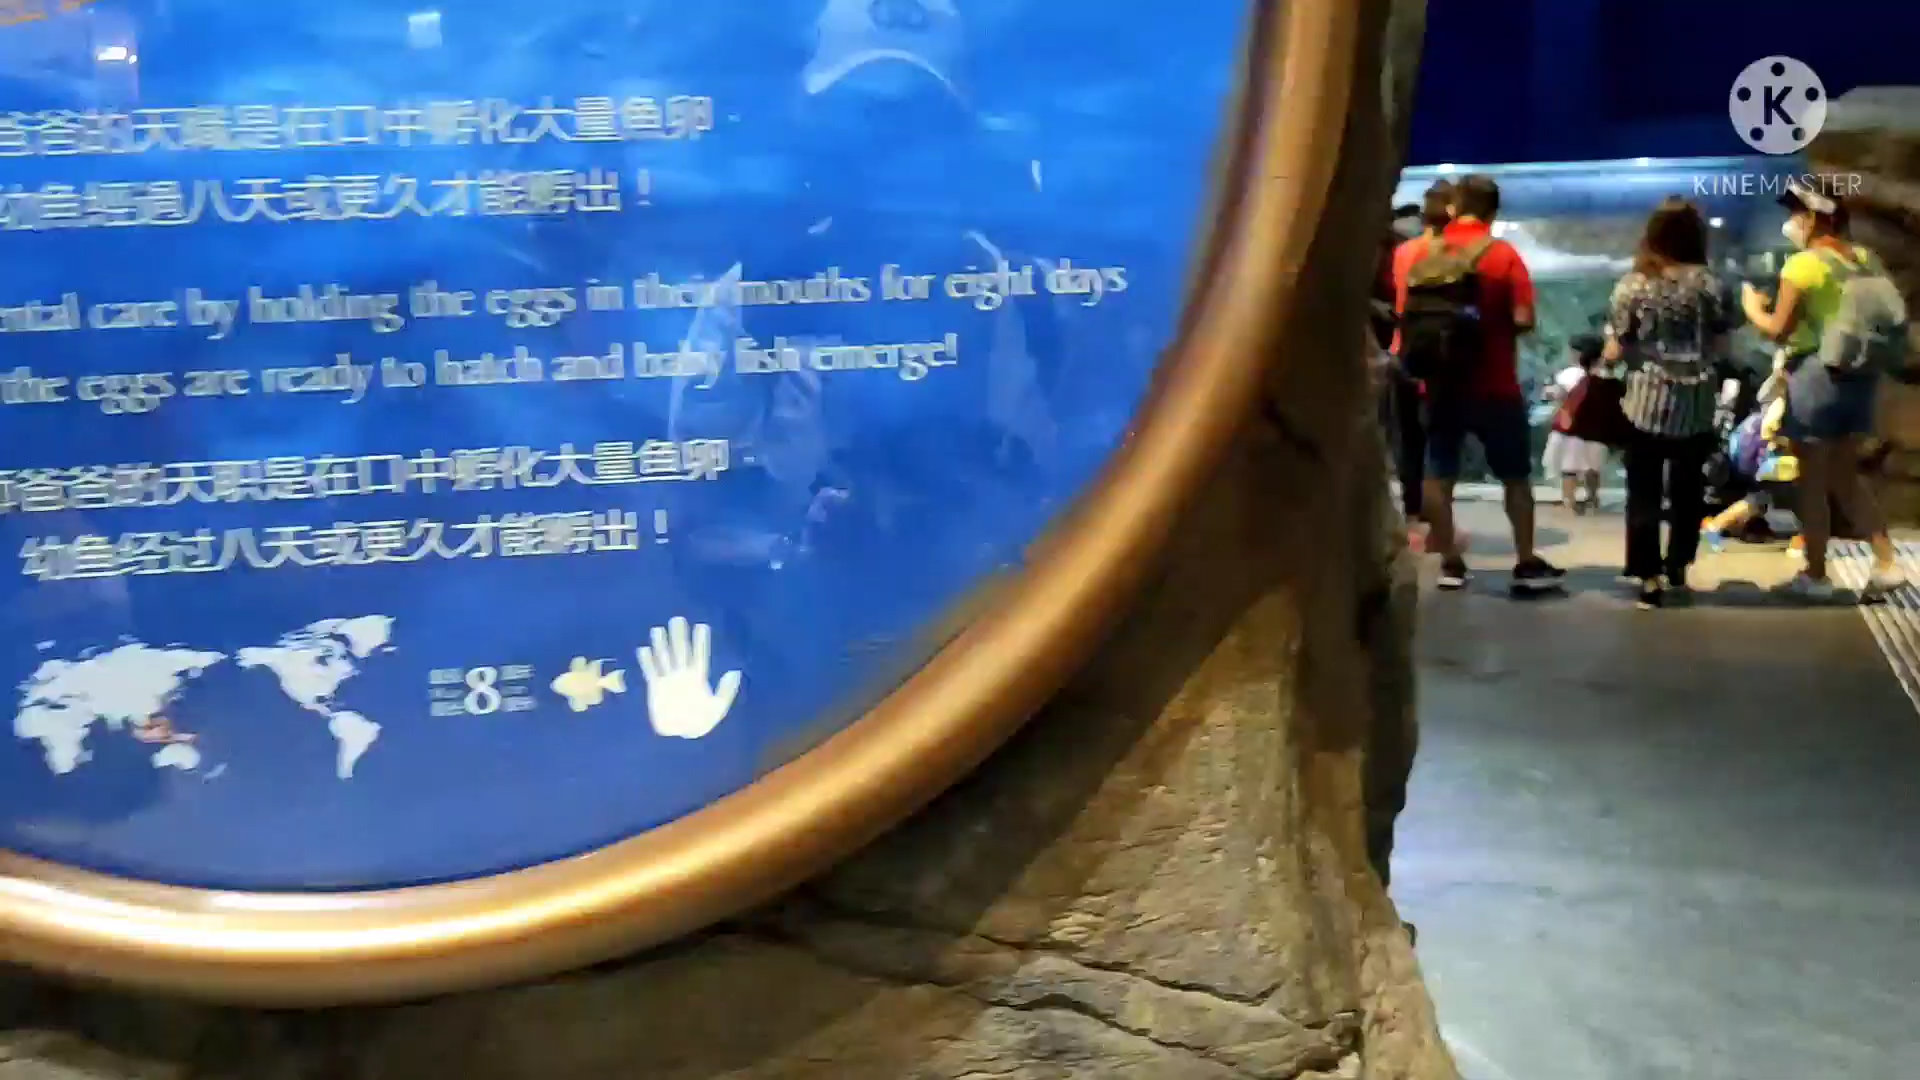 爸爸的天職是在口中孵化大量魚卵，
幼魚經過八天或更久才能孵出！
ental care by holding the eggs in their mouths for eight days
the eggs are ready to hatch and baby fish emerge!
爸爸的天职是在口中孵化大量鱼卵，
幼鱼经过八天或更久才能孵出！
8
K
KINEMASTER